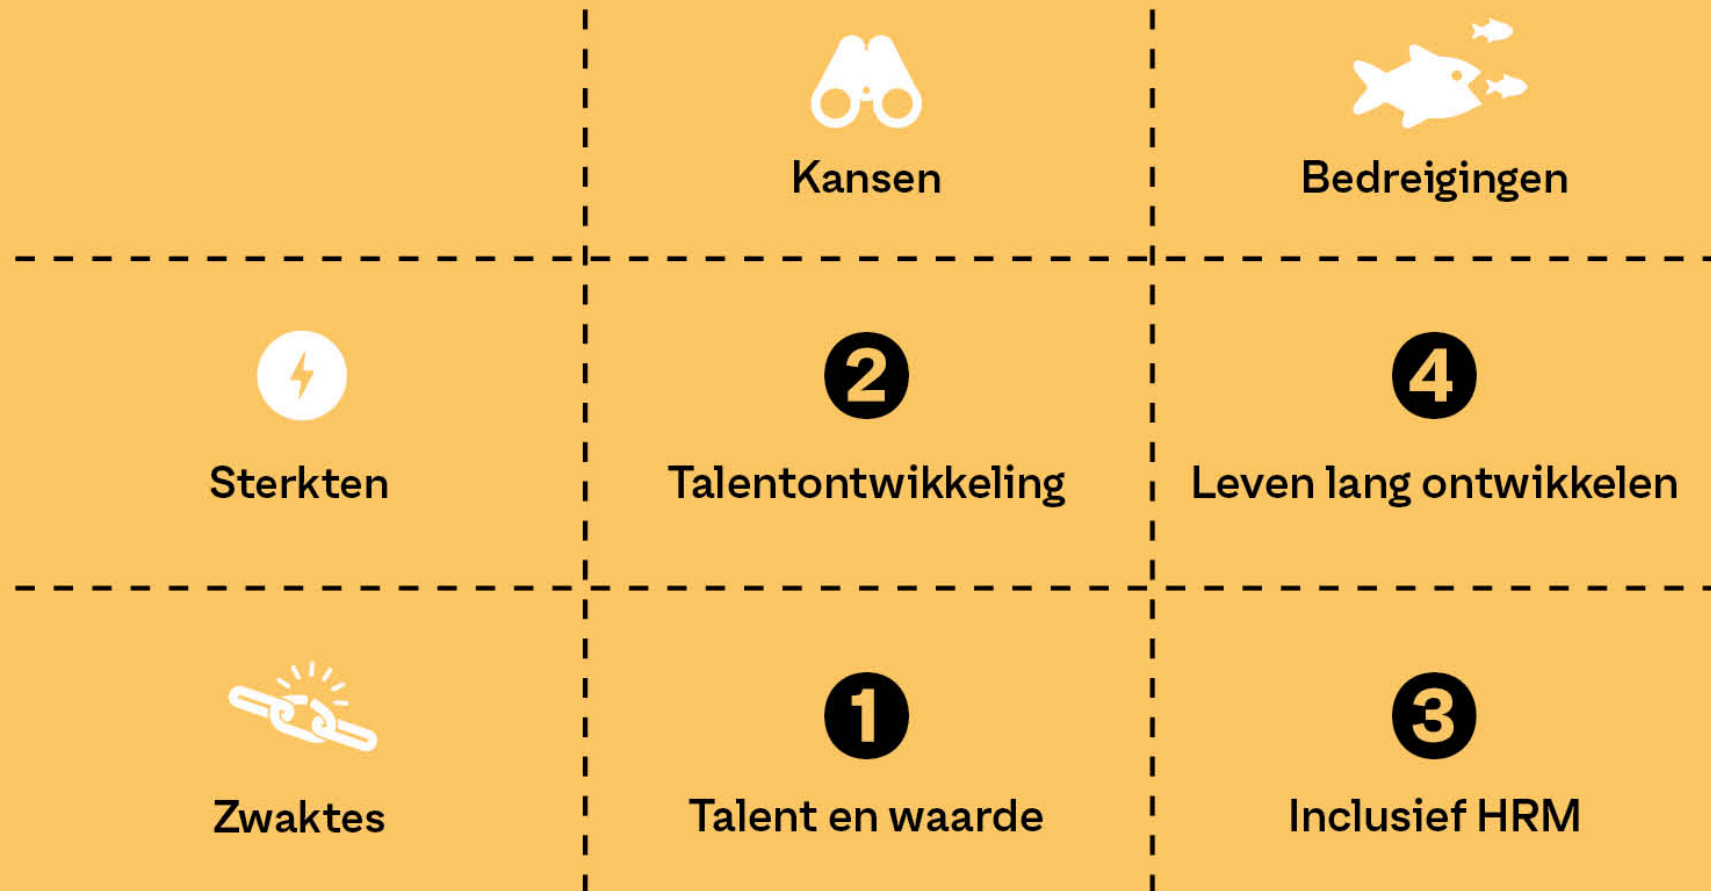 Kansen
Bedreigingen
Sterkten
2
Talentontwikkeling
4
Leven lang ontwikkelen
Zwaktes
1
Talent en waarde
3
Inclusief HRM